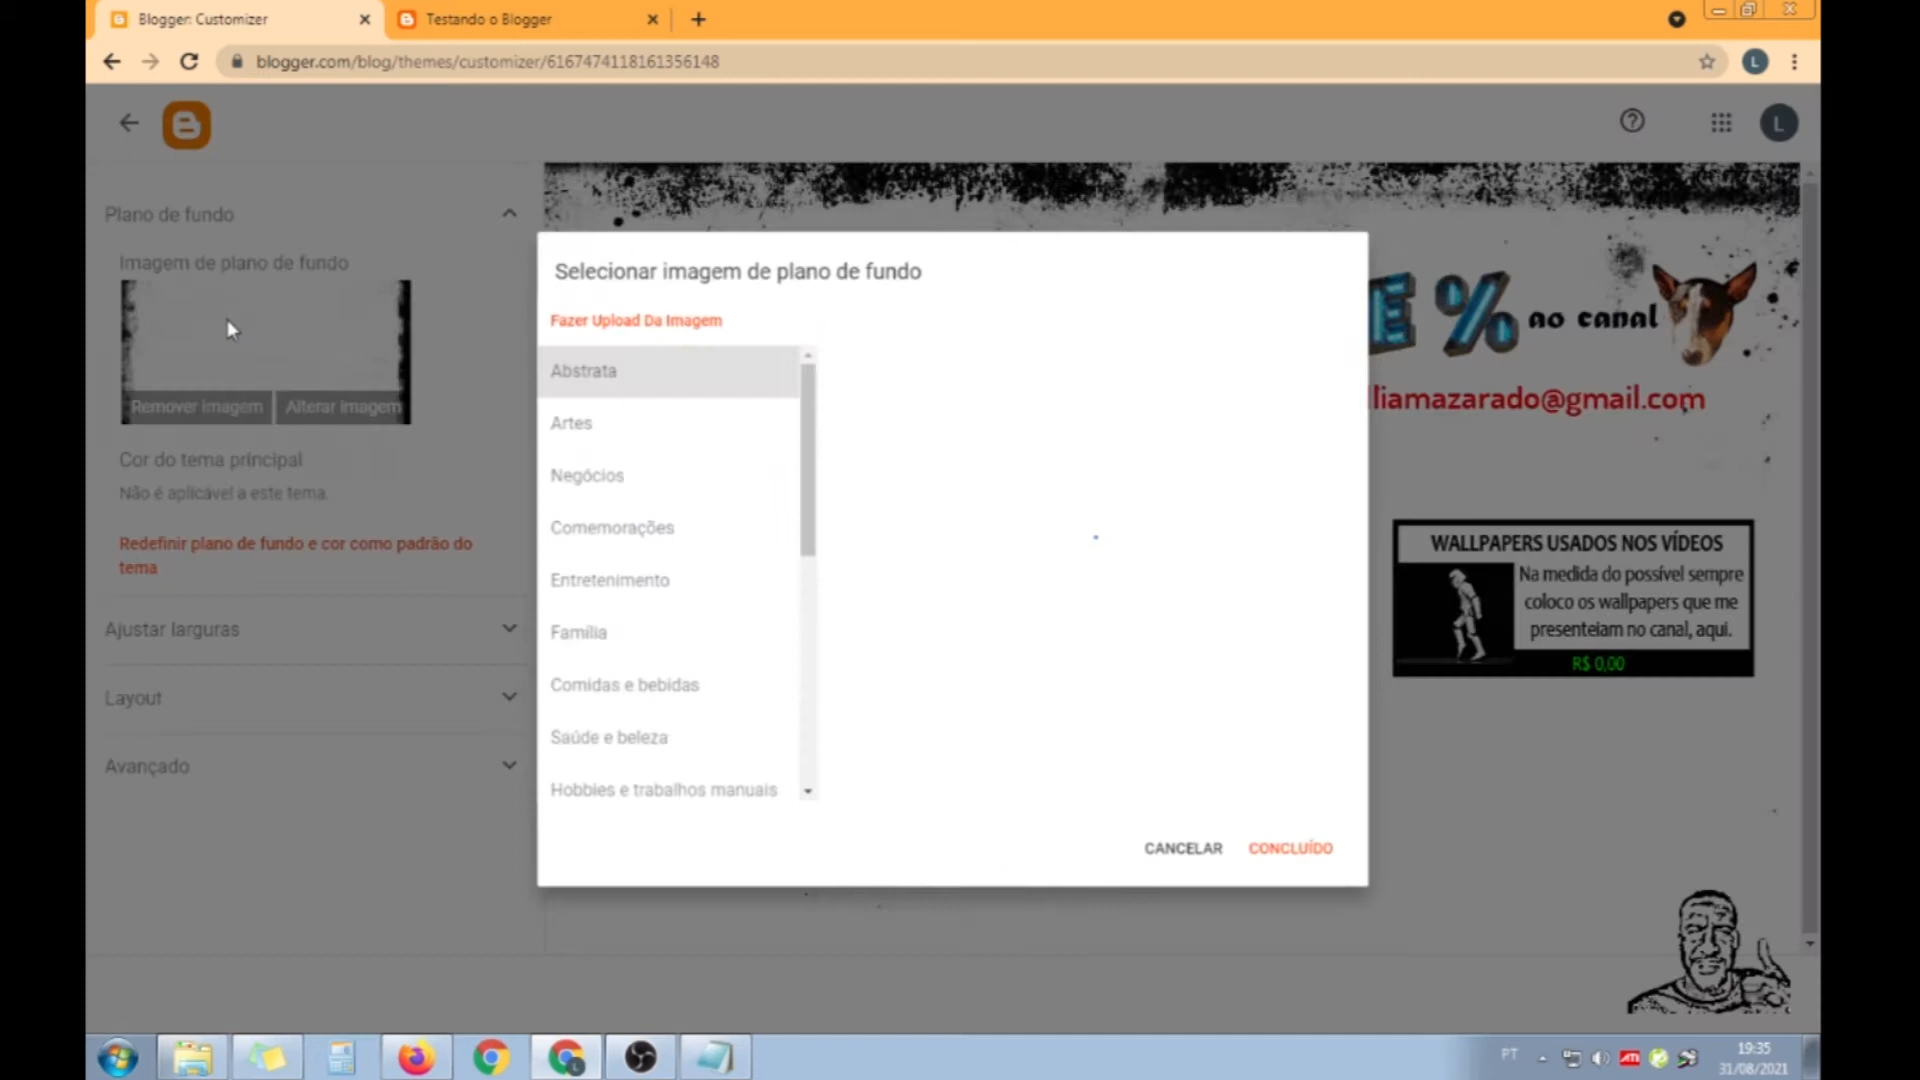 Blogger: Customizer
Testando o Blogger
blogger.com/blog/themes/customizer/6167474118161356148
L
L
Plano de fundo
Imagem de plano de fundo
Remover imagem
Alterar imagem
Cor do tema principal
Não é aplicável a este tema.
Redefinir plano de fundo e cor como padrão do
tema
Ajustar larguras
Layout
Avançado
Selecionar imagem de plano de fundo
Fazer Upload Da Imagem
Abstrata
Artes
Negócios
Comemorações
Entretenimento
Família
Comidas e bebidas
Saúde e beleza
Hobbies e trabalhos manuais
CANCELAR
CONCLUÍDO
E % ao canal
lliamazarado@gmail.com
WALLPAPERS USADOS NOS VÍDEOS
Na medida do possível sempre
coloco os wallpapers que me
presenteiam no canal, aqui.
R$ 0,00
PT
ATI
19:35
31/08/2021